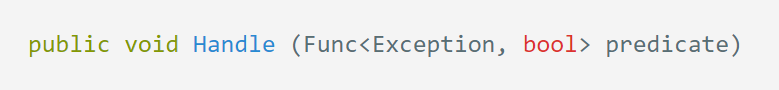 public void Handle (Func<Exception, bool> predicate)